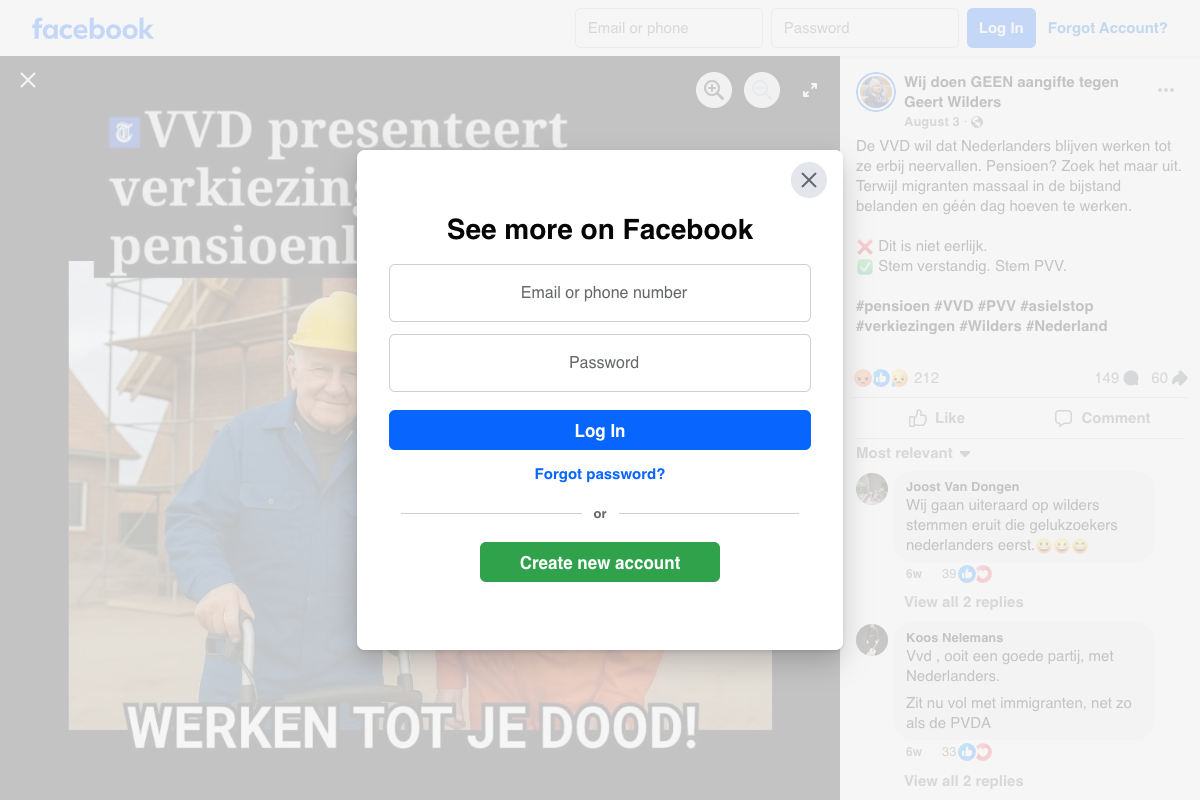 facebook
Email or phone
Password
Log In
Forgot Account?
VVD presenteert
verkiezing
pensioenl
WERKEN TOT JE DOOD!
See more on Facebook
Email or phone number
Password
Log In
Forgot password?
or
Create new account
Wij doen GEEN aangifte tegen
Geert Wilders
August 3 ·
De VVD wil dat Nederlanders blijven werken tot
ze erbij neervallen. Pensioen? Zoek het maar uit.
Terwijl migranten massaal in de bijstand
belanden en géén dag hoeven te werken.
❌ Dit is niet eerlijk.
✅ Stem verstandig. Stem PVV.
#pensioen #VVD #PVV #asielstop
#verkiezingen #Wilders #Nederland
212
149
60
Like
Comment
Most relevant
Joost Van Dongen
Wij gaan uiteraard op wilders
stemmen eruit die gelukzoekers
nederlanders eerst.😀😀😄
6w 39
View all 2 replies
Koos Nelemans
Vvd , ooit een goede partij, met
Nederlanders.
Zit nu vol met immigranten, net zo
als de PVDA
6w 33
View all 2 replies